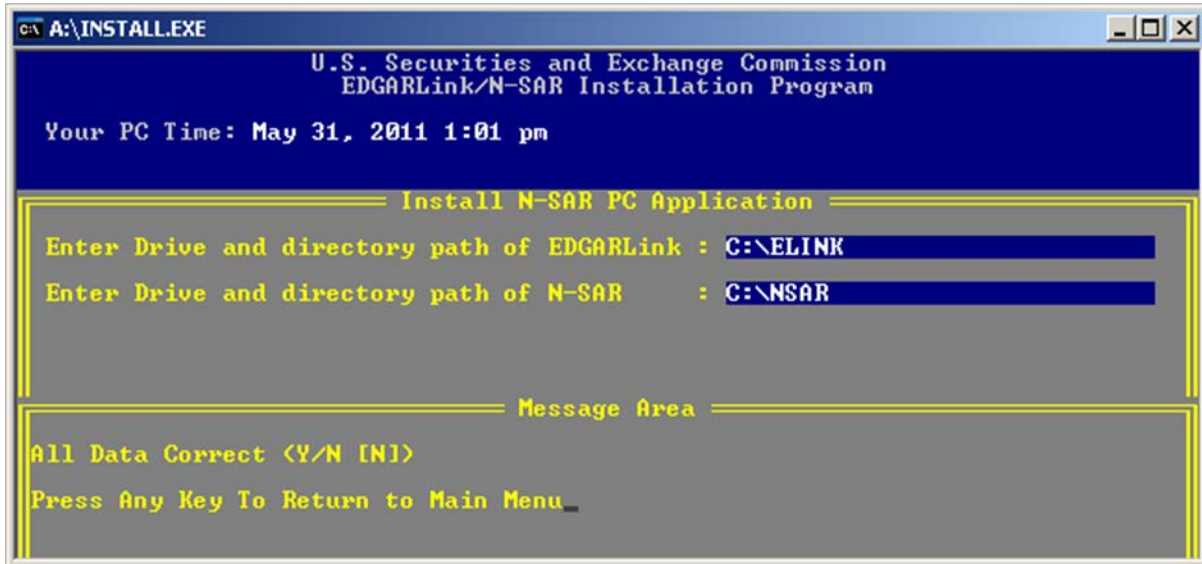 A:\INSTALL.EXE
U.S. Securities and Exchange Commission
EDGARLink/N-SAR Installation Program
Your PC Time: May 31, 2011 1:01 pm
Install N-SAR PC Application
Enter Drive and directory path of EDGARLink : C:\ELINK
Enter Drive and directory path of N-SAR : C:\NSAR
Message Area
All Data Correct (Y/N [N])
Press Any Key To Return to Main Menu_